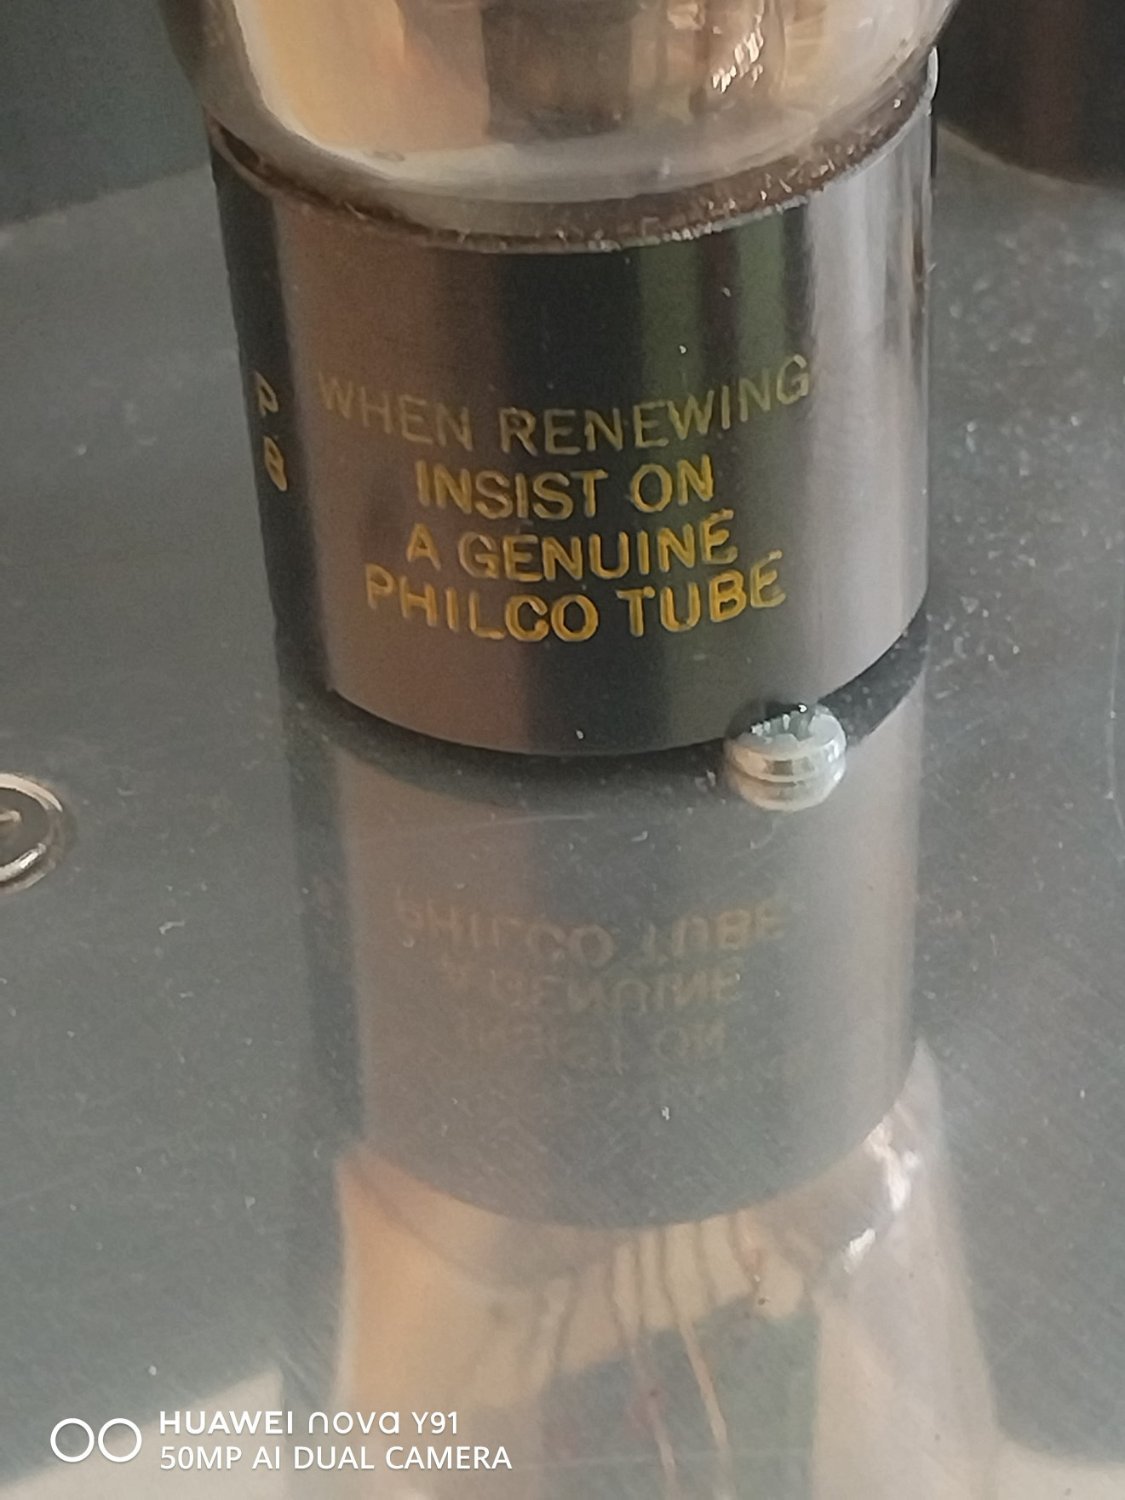 WHEN RENEWING
INSIST ON
A GENUINE
PHILCO TUBE
HUAWEI nova Y91
50MP AI DUAL CAMERA